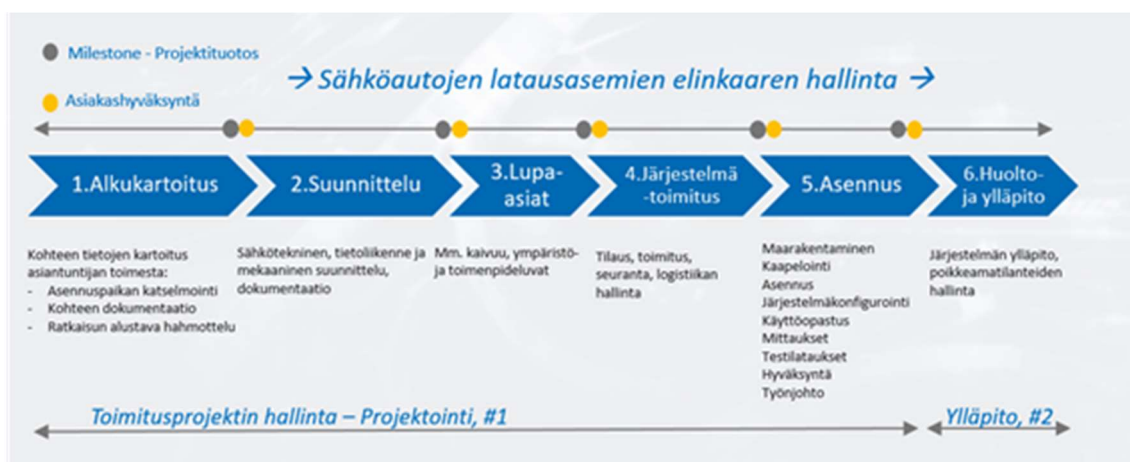 Milestone - Projektituotos
→ Sähköautojen latausasemien elinkaaren hallinta →
Asiakashyväksyntä
1.Alkukartoitus
2.Suunnittelu
3.Lupa-
asiat
4.Järjestelmä
-toimitus
5.Asennus
6.Huolto-
ja ylläpito
Kohteen tietojen kartoitus
asiantuntijan toimesta:
- Asennuspaikan katselmointi
- Kohteen dokumentaatio
- Ratkaisun alustava hahmottelu
Sähkötekninen, tietoliikenne ja
mekaaninen suunnittelu,
dokumentaatio
Mm. kaivuu, ympäristö-
ja toimenpideluvat
Tilaus, toimitus,
seuranta, logistiikan
hallinta
Maarakentaminen
Kaapelointi
Asennus
Järjestelmäkonfigurointi
Käyttöopastus
Mittaukset
Testilataukset
Hyväksyntä
Työnjohto
Järjestelmän ylläpito,
poikkeamatilanteiden
hallinta
Toimitusprojektin hallinta – Projektointi, #1
Ylläpito, #2